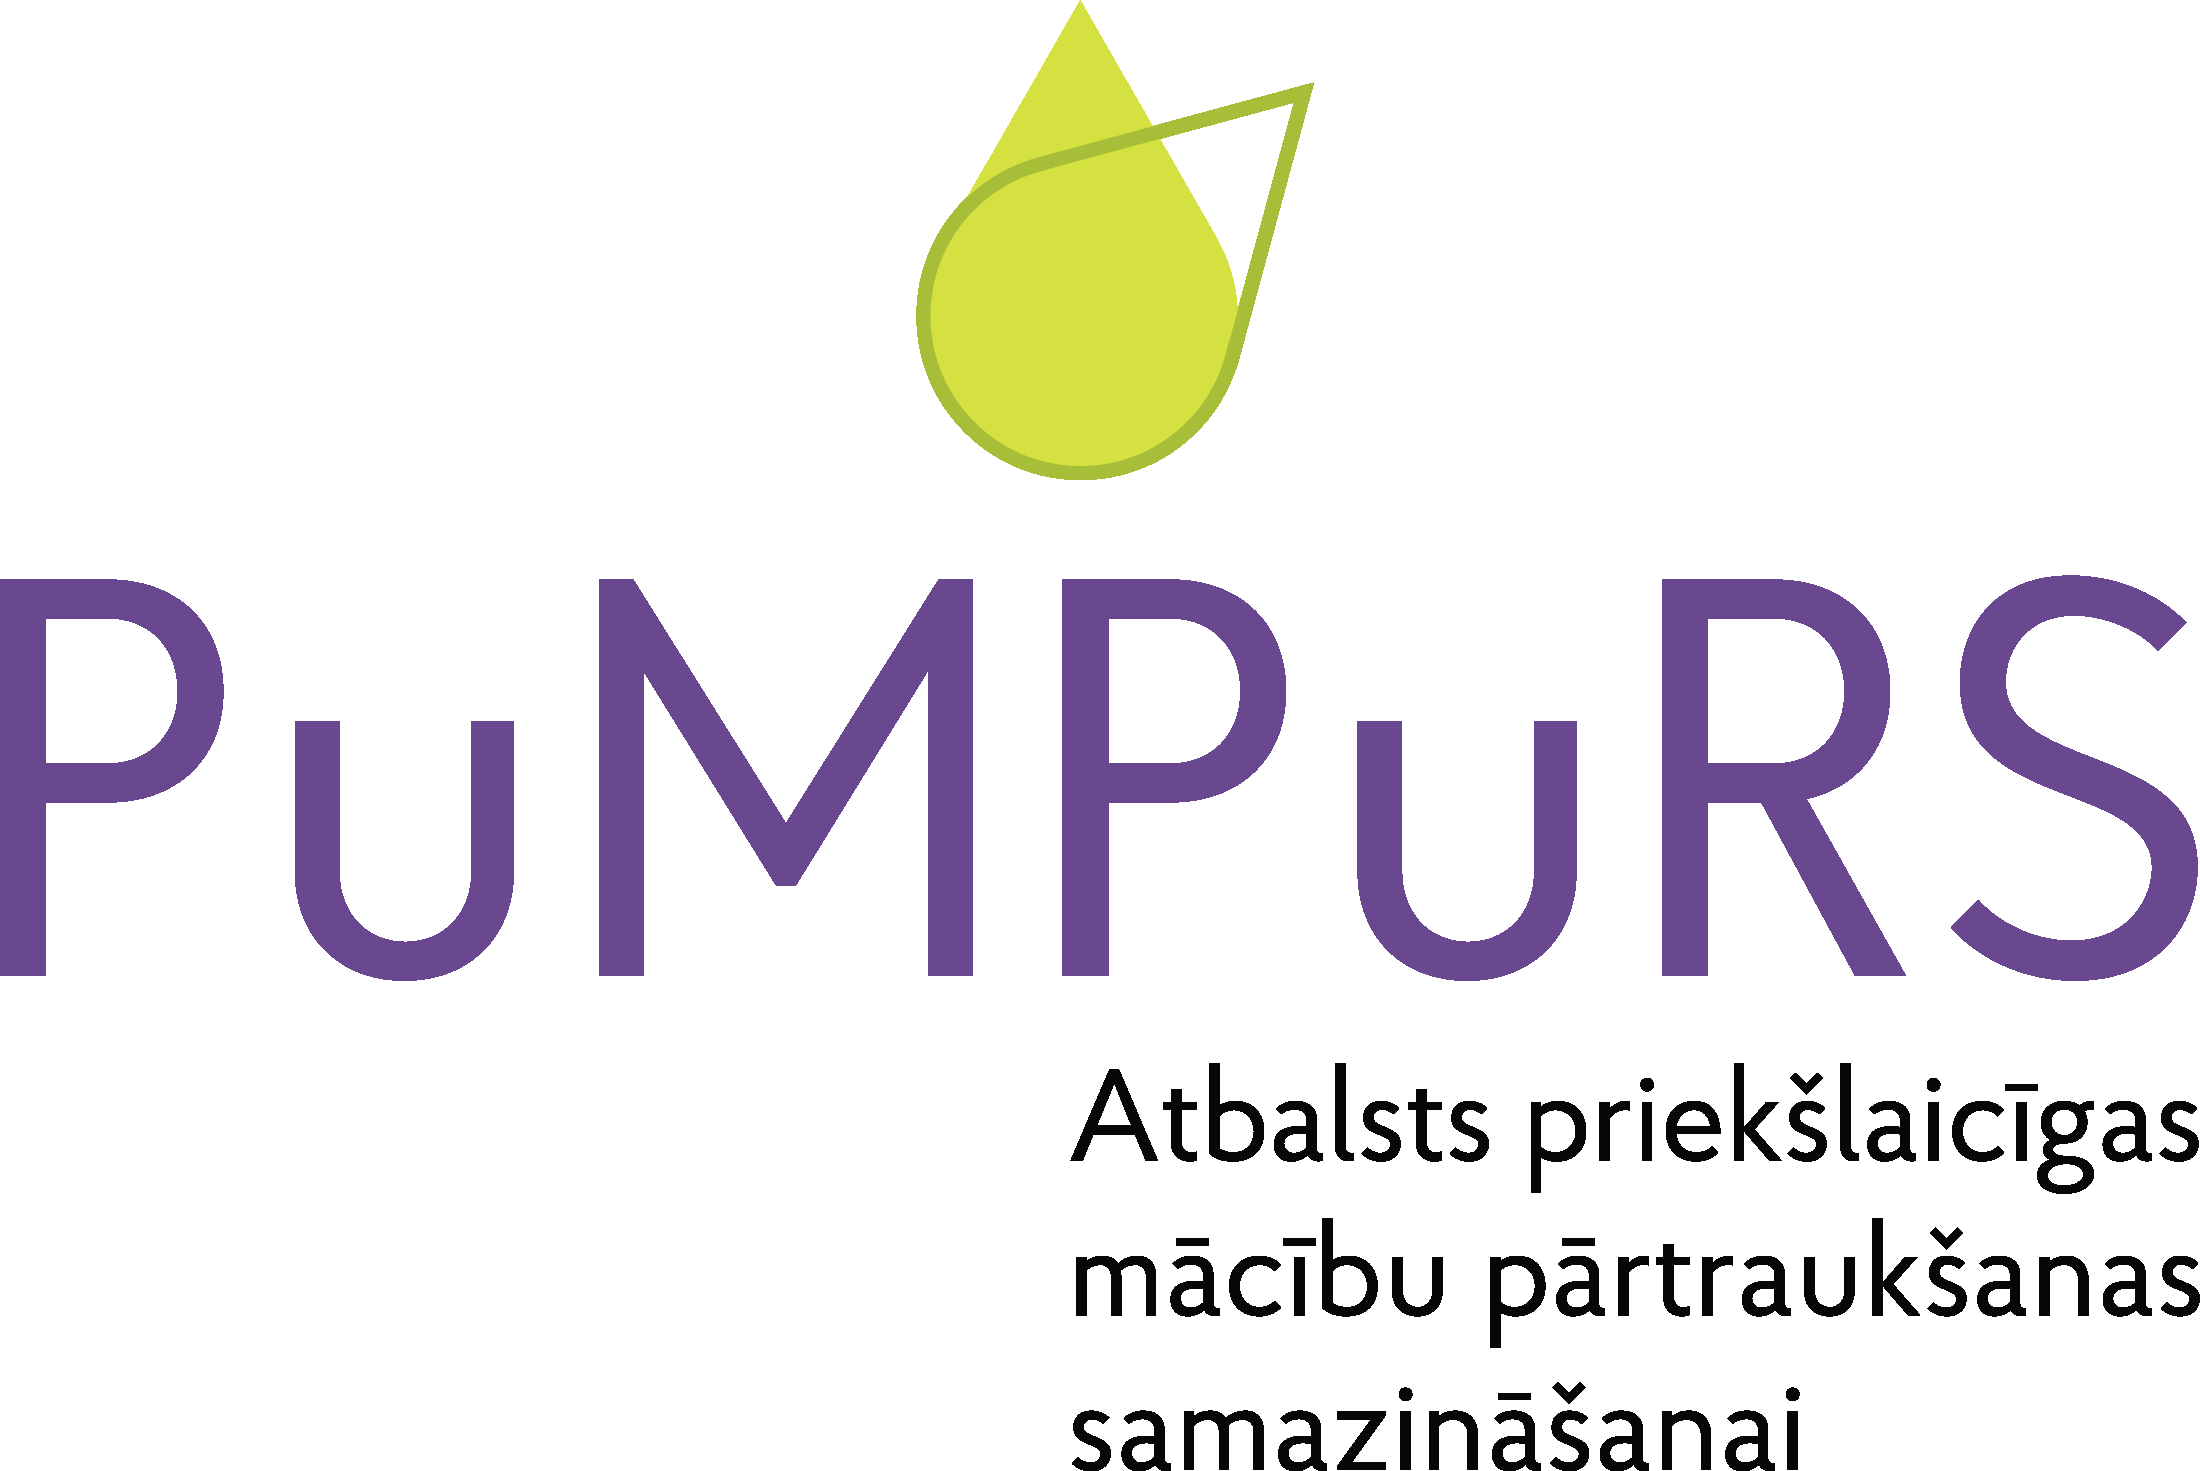 PuMPuRS
Atbalsts priekšlaicīgas
mācību pārtraukšanas
samazināšanai